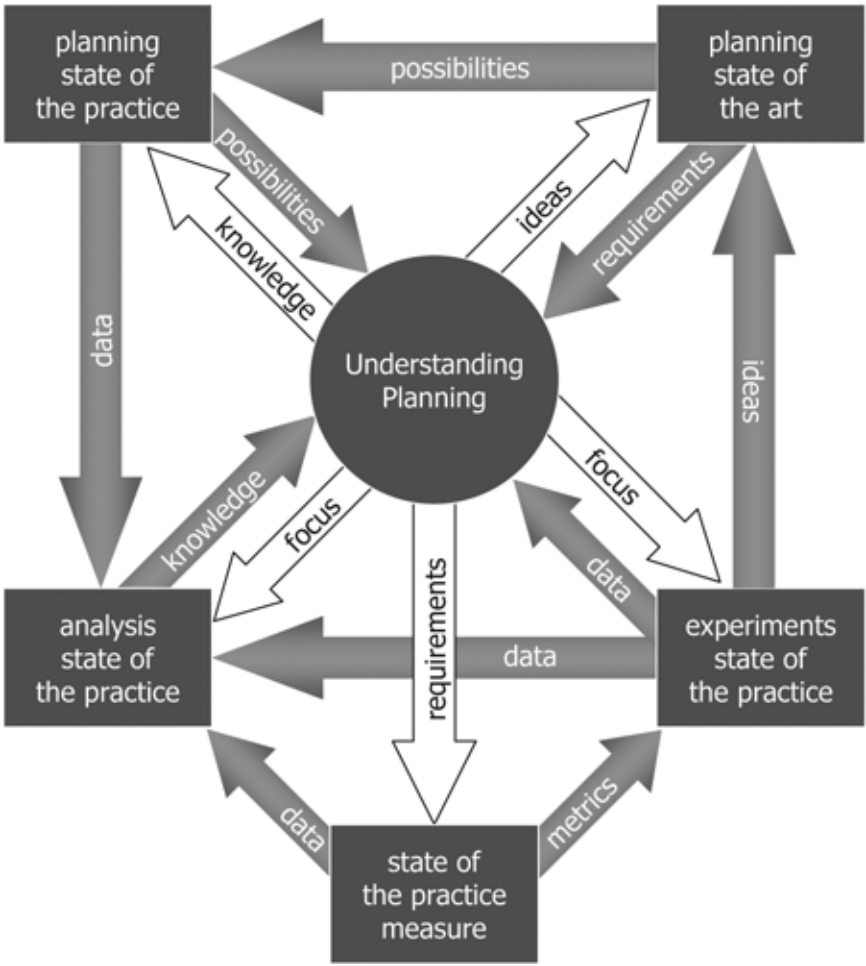 planning
state of
the practice
possibilities
planning
state of
the art
possibilities
knowledge
ideas
requirements
data
Understanding
Planning
ideas
knowledge
focus
focus
requirements
data
analysis
state of
the practice
data
experiments
state of
the practice
data
metrics
state of
the practice
measure